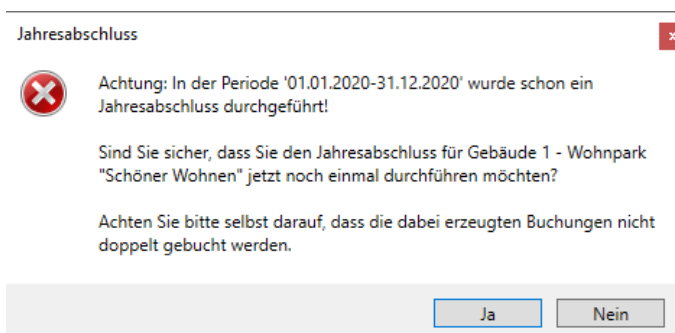 Jahresabschluss
Achtung: In der Periode '01.01.2020-31.12.2020' wurde schon ein
Jahresabschluss durchgeführt!
Sind Sie sicher, dass Sie den Jahresabschluss für Gebäude 1 - Wohnpark
"Schöner Wohnen" jetzt noch einmal durchführen möchten?
Achten Sie bitte selbst darauf, dass die dabei erzeugten Buchungen nicht
doppelt gebucht werden.
Ja
Nein